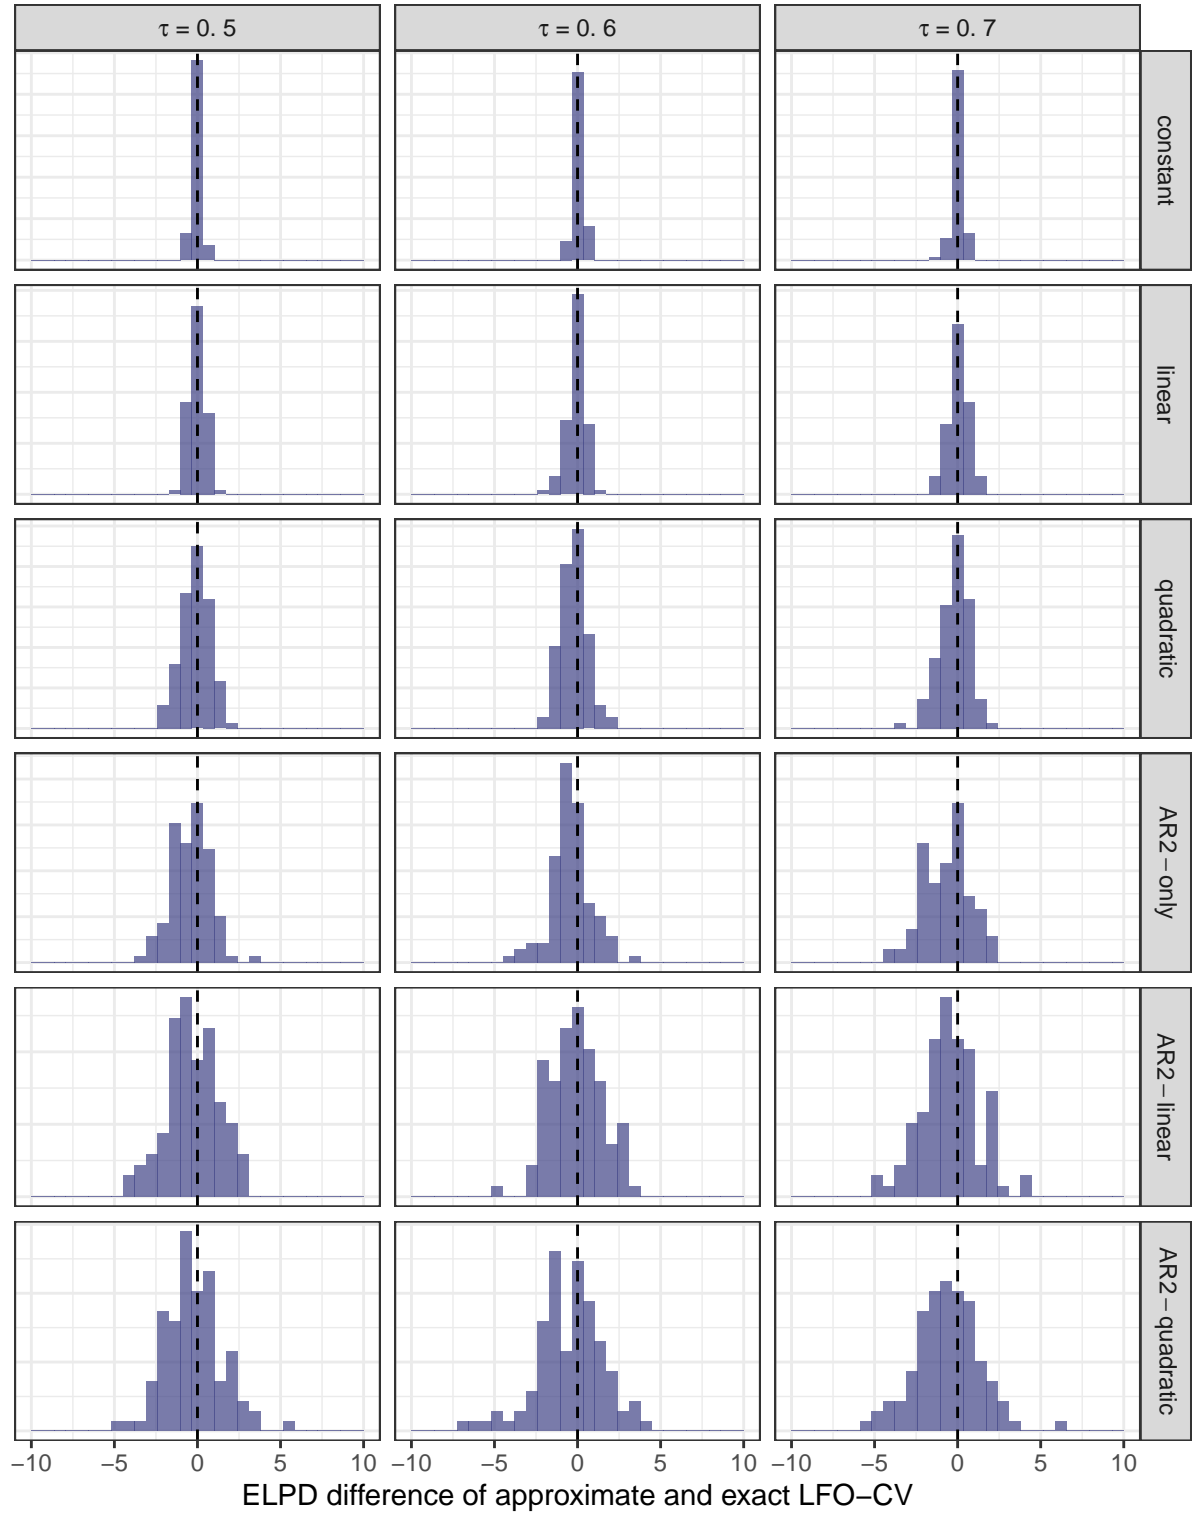 τ = 0. 5
τ = 0. 6
τ = 0. 7
constant
linear
quadratic
AR2−only
AR2−linear
AR2−quadratic
−10 −5 0 5 10 −10 −5 0 5 10 −10 −5 0 5 10
ELPD difference of approximate and exact LFO−CV